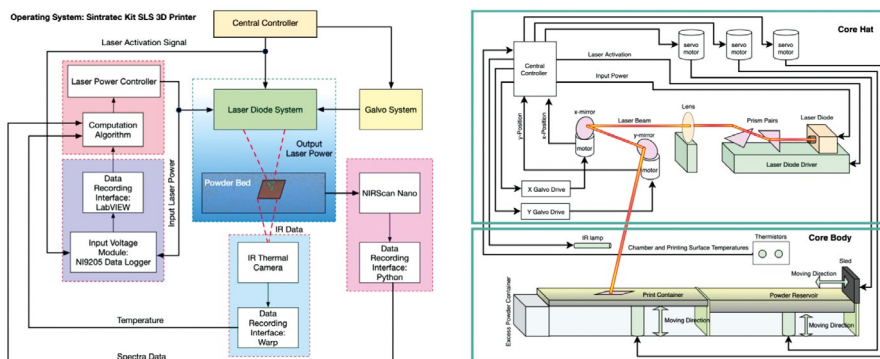 Operating System: Sintratec Kit SLS 3D Printer
Central Controller
Laser Activation Signal
Laser Power Controller
Laser Diode System
Galvo System
Computation
Algorithm
Output
Laser Power
Powder Bed
Data
Recording
Interface:
LabVIEW
Input Laser Power
NIRScan Nano
IR Data
Input Voltage
Module:
NI9205 Data Logger
IR Thermal
Camera
Data
Recording
Interface:
Python
Temperature
Data
Recording
Interface:
Warp
Spectra Data
Core Hat
servo
motor
servo
motor
servo
motor
Central
Controller
Laser Activation
Input Power
y-Position
x-Position
x-mirror
Laser Beam
Lens
Prism Pairs
Laser Diode
y-mirror
motor
motor
Laser Diode Driver
X Galvo Drive
Y Galvo Drive
Core Body
IR lamp
Thermistors
Chamber and Printing Surface Temperatures
Sled
Moving Direction
Excess Powder Container
Print Container
Powder Reservoir
Moving Direction
Moving Direction